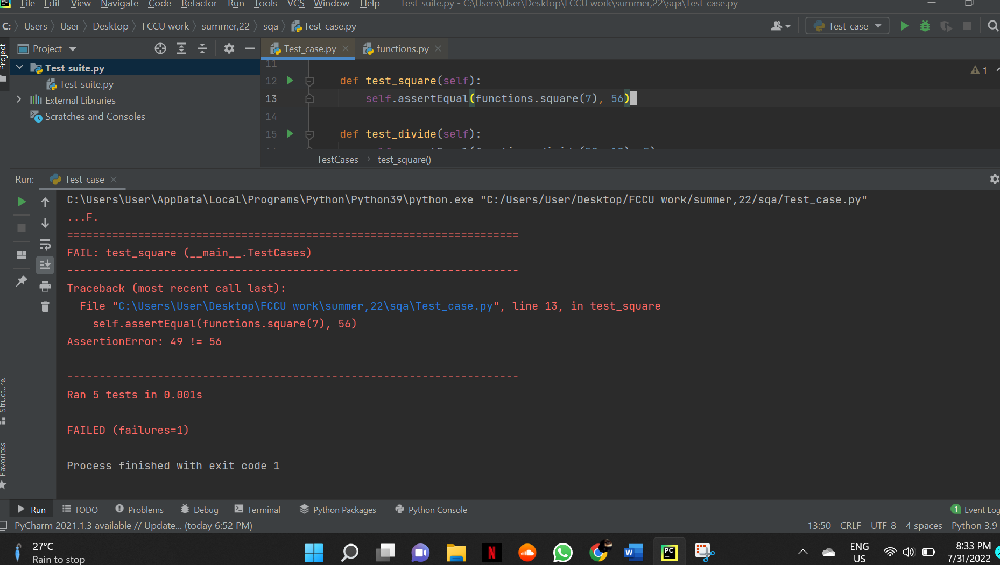 File Edit View Navigate Code Refactor Run Tools VCS Window Help Test_suite.py - C:\Users\User\Desktop\FCCU work\summer,22\sqa\Test_case.py
C: Users User Desktop FCCU work summer,22 sqa Test_case.py Test_case
Project
Project Test_case.py functions.py
Test_suite.py
Test_suite.py
External Libraries
Scratches and Consoles
11
12 def test_square(self):
13 self.assertEqual(functions.square(7), 56)
14
15 def test_divide(self):
1
TestCases test_square()
Run: Test_case
C:\Users\User\AppData\Local\Programs\Python\Python39\python.exe "C:/Users/User/Desktop/FCCU work/summer,22/sqa/Test_case.py"
...F.
======================================================================
FAIL: test_square (__main__.TestCases)
----------------------------------------------------------------------
Traceback (most recent call last):
File "C:\Users\User\Desktop\FCCU work\summer,22\sqa\Test_case.py", line 13, in test_square
self.assertEqual(functions.square(7), 56)
AssertionError: 49 != 56
----------------------------------------------------------------------
Ran 5 tests in 0.001s
FAILED (failures=1)
Process finished with exit code 1
Structure
Favorites
Run TODO Problems Debug Terminal Python Packages Python Console 1 Event Log
PyCharm 2021.1.3 available // Update... (today 6:52 PM) 13:50 CRLF UTF-8 4 spaces Python 3.9
27°C
Rain to stop
N
W
PC
ENG
US
8:33 PM
7/31/2022